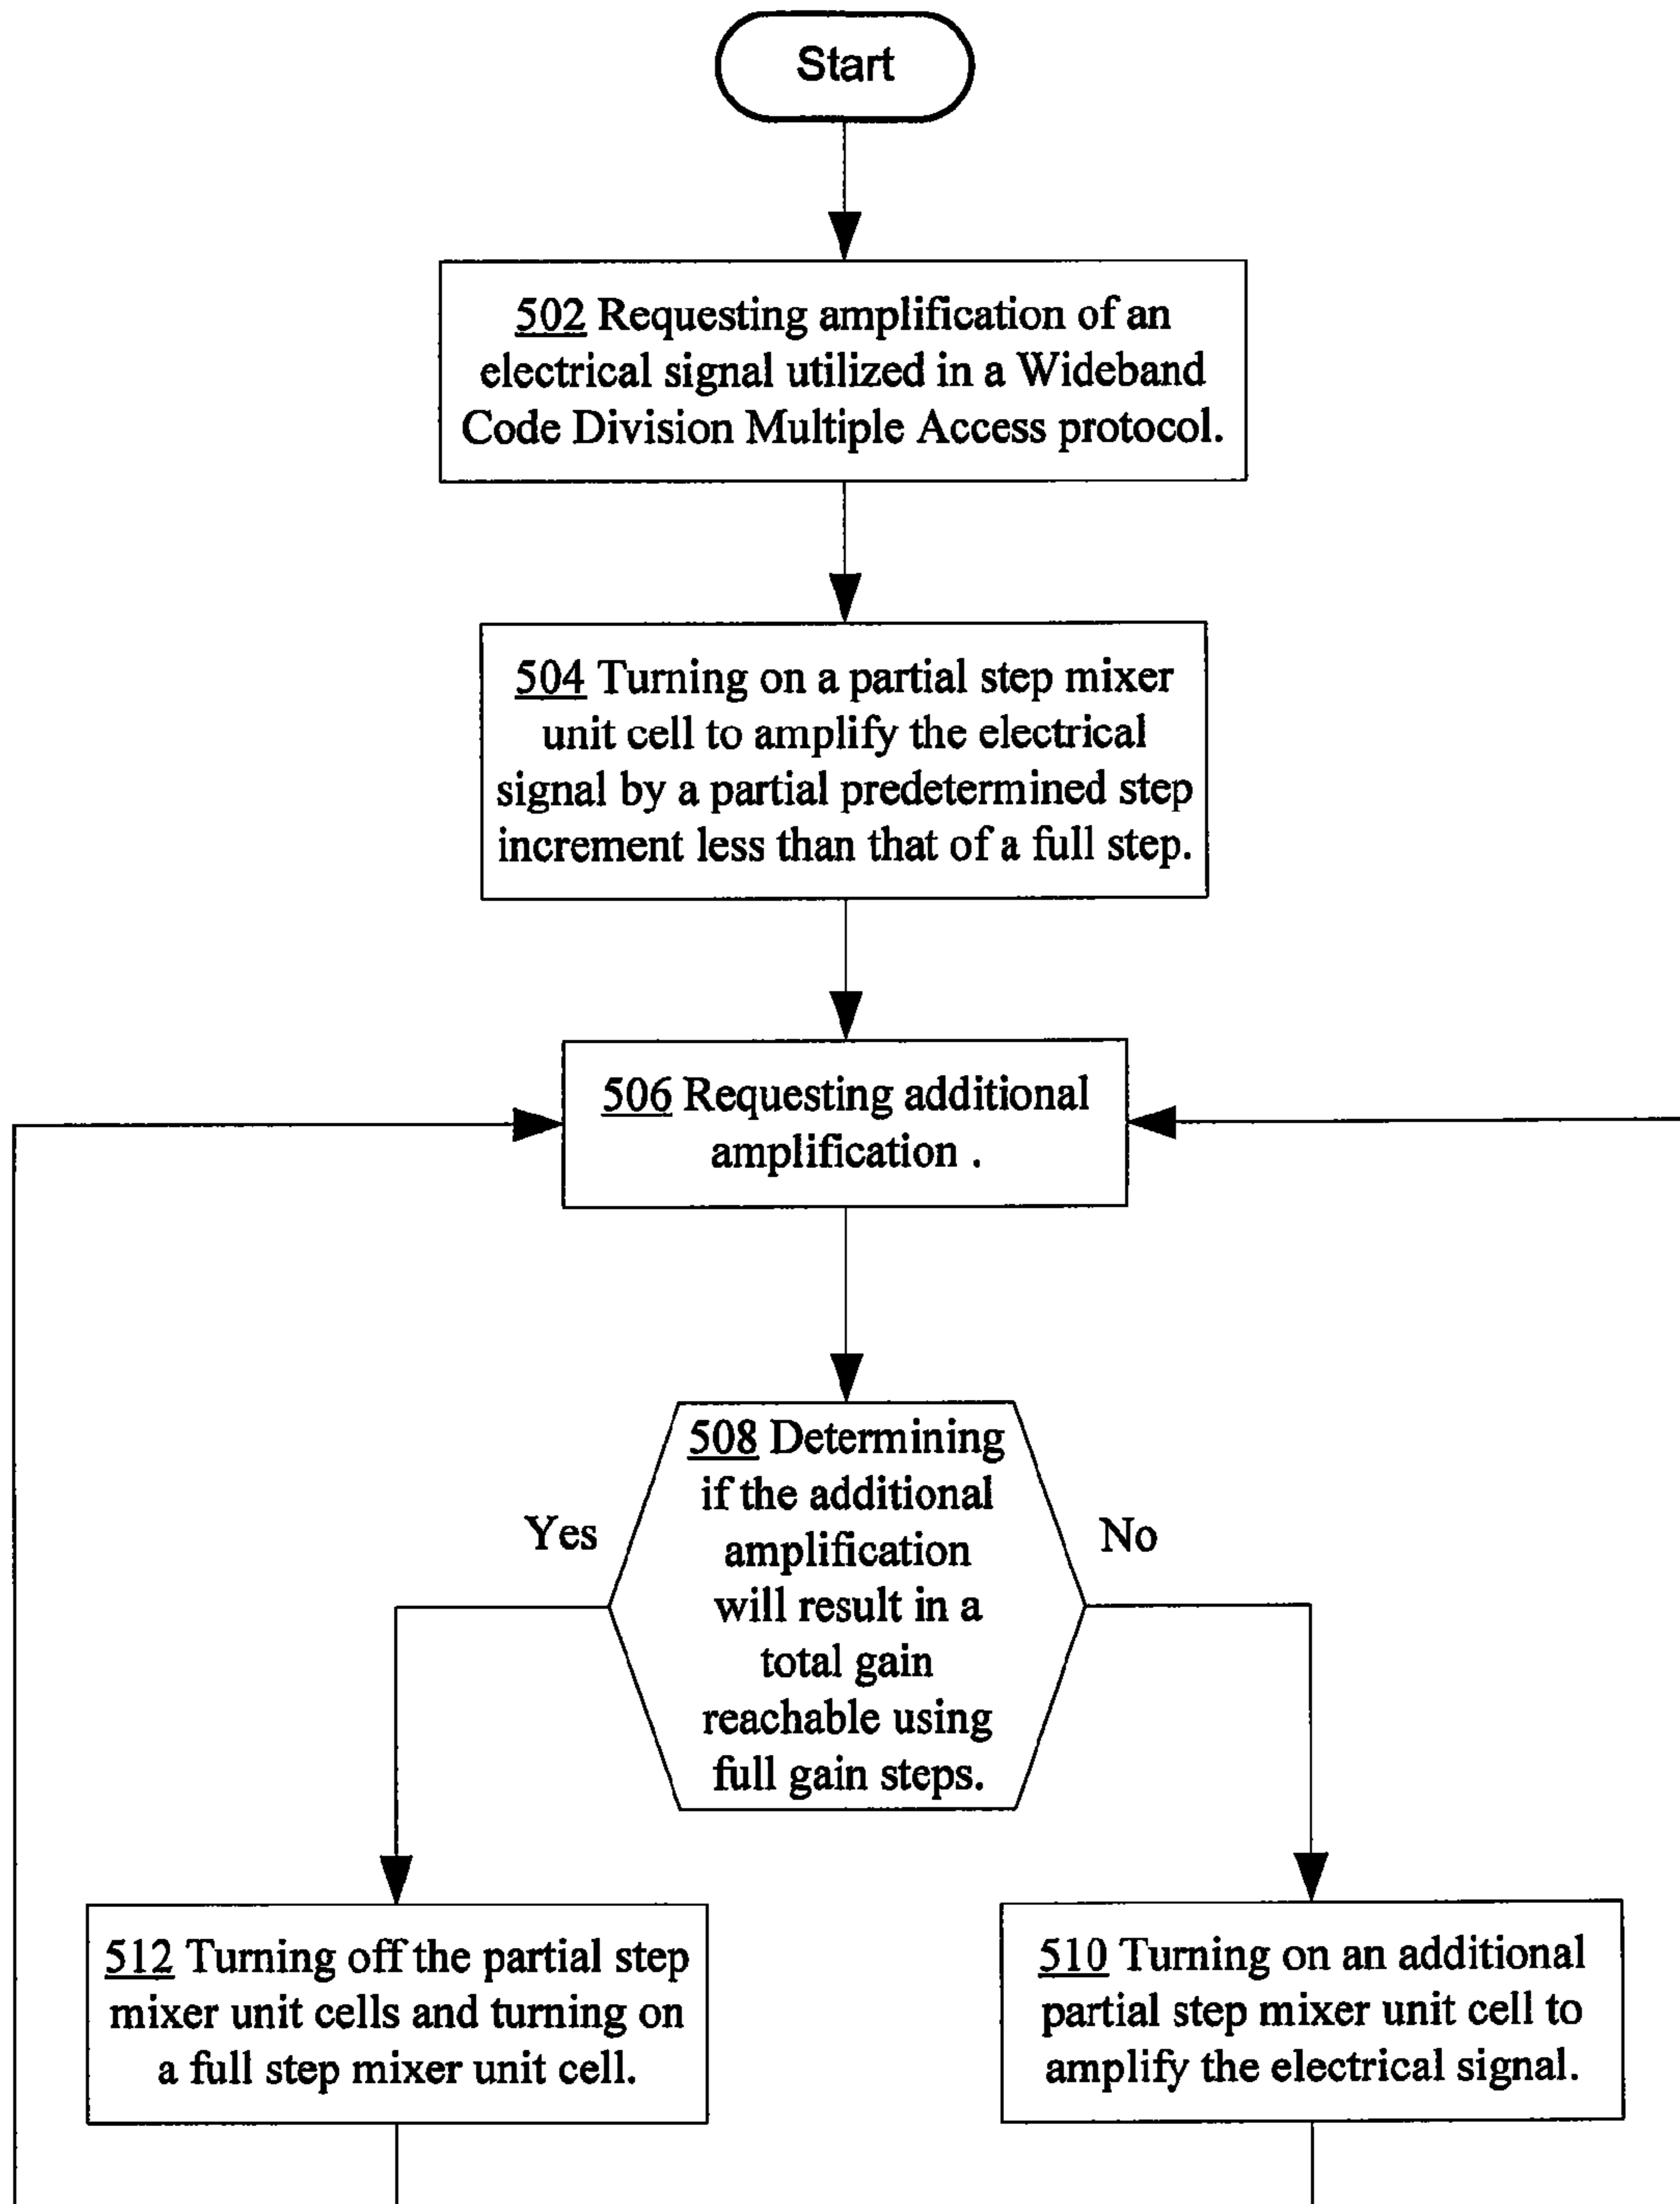 Start
502 Requesting amplification of an
electrical signal utilized in a Wideband
Code Division Multiple Access protocol.
504 Turning on a partial step mixer
unit cell to amplify the electrical
signal by a partial predetermined step
increment less than that of a full step.
506 Requesting additional
amplification .
508 Determining
if the additional
amplification
will result in a
total gain
reachable using
full gain steps.
Yes
No
512 Turning off the partial step
mixer unit cells and turning on
a full step mixer unit cell.
510 Turning on an additional
partial step mixer unit cell to
amplify the electrical signal.